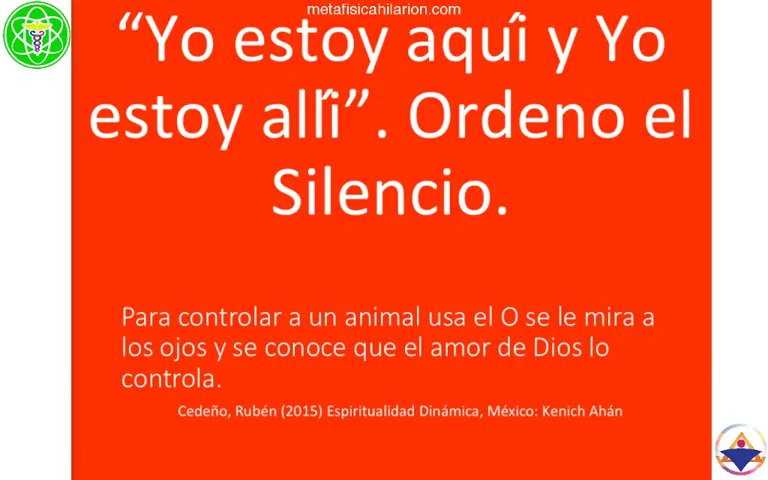 metafisicahilarion.com
“Yo estoy aquí y Yo
estoy allí”. Ordeno el
Silencio.
Para controlar a un animal usa el O se le mira a
los ojos y se conoce que el amor de Dios lo
controla.
Cedeño, Rubén (2015) Espiritualidad Dinámica, México: Kenich Ahán